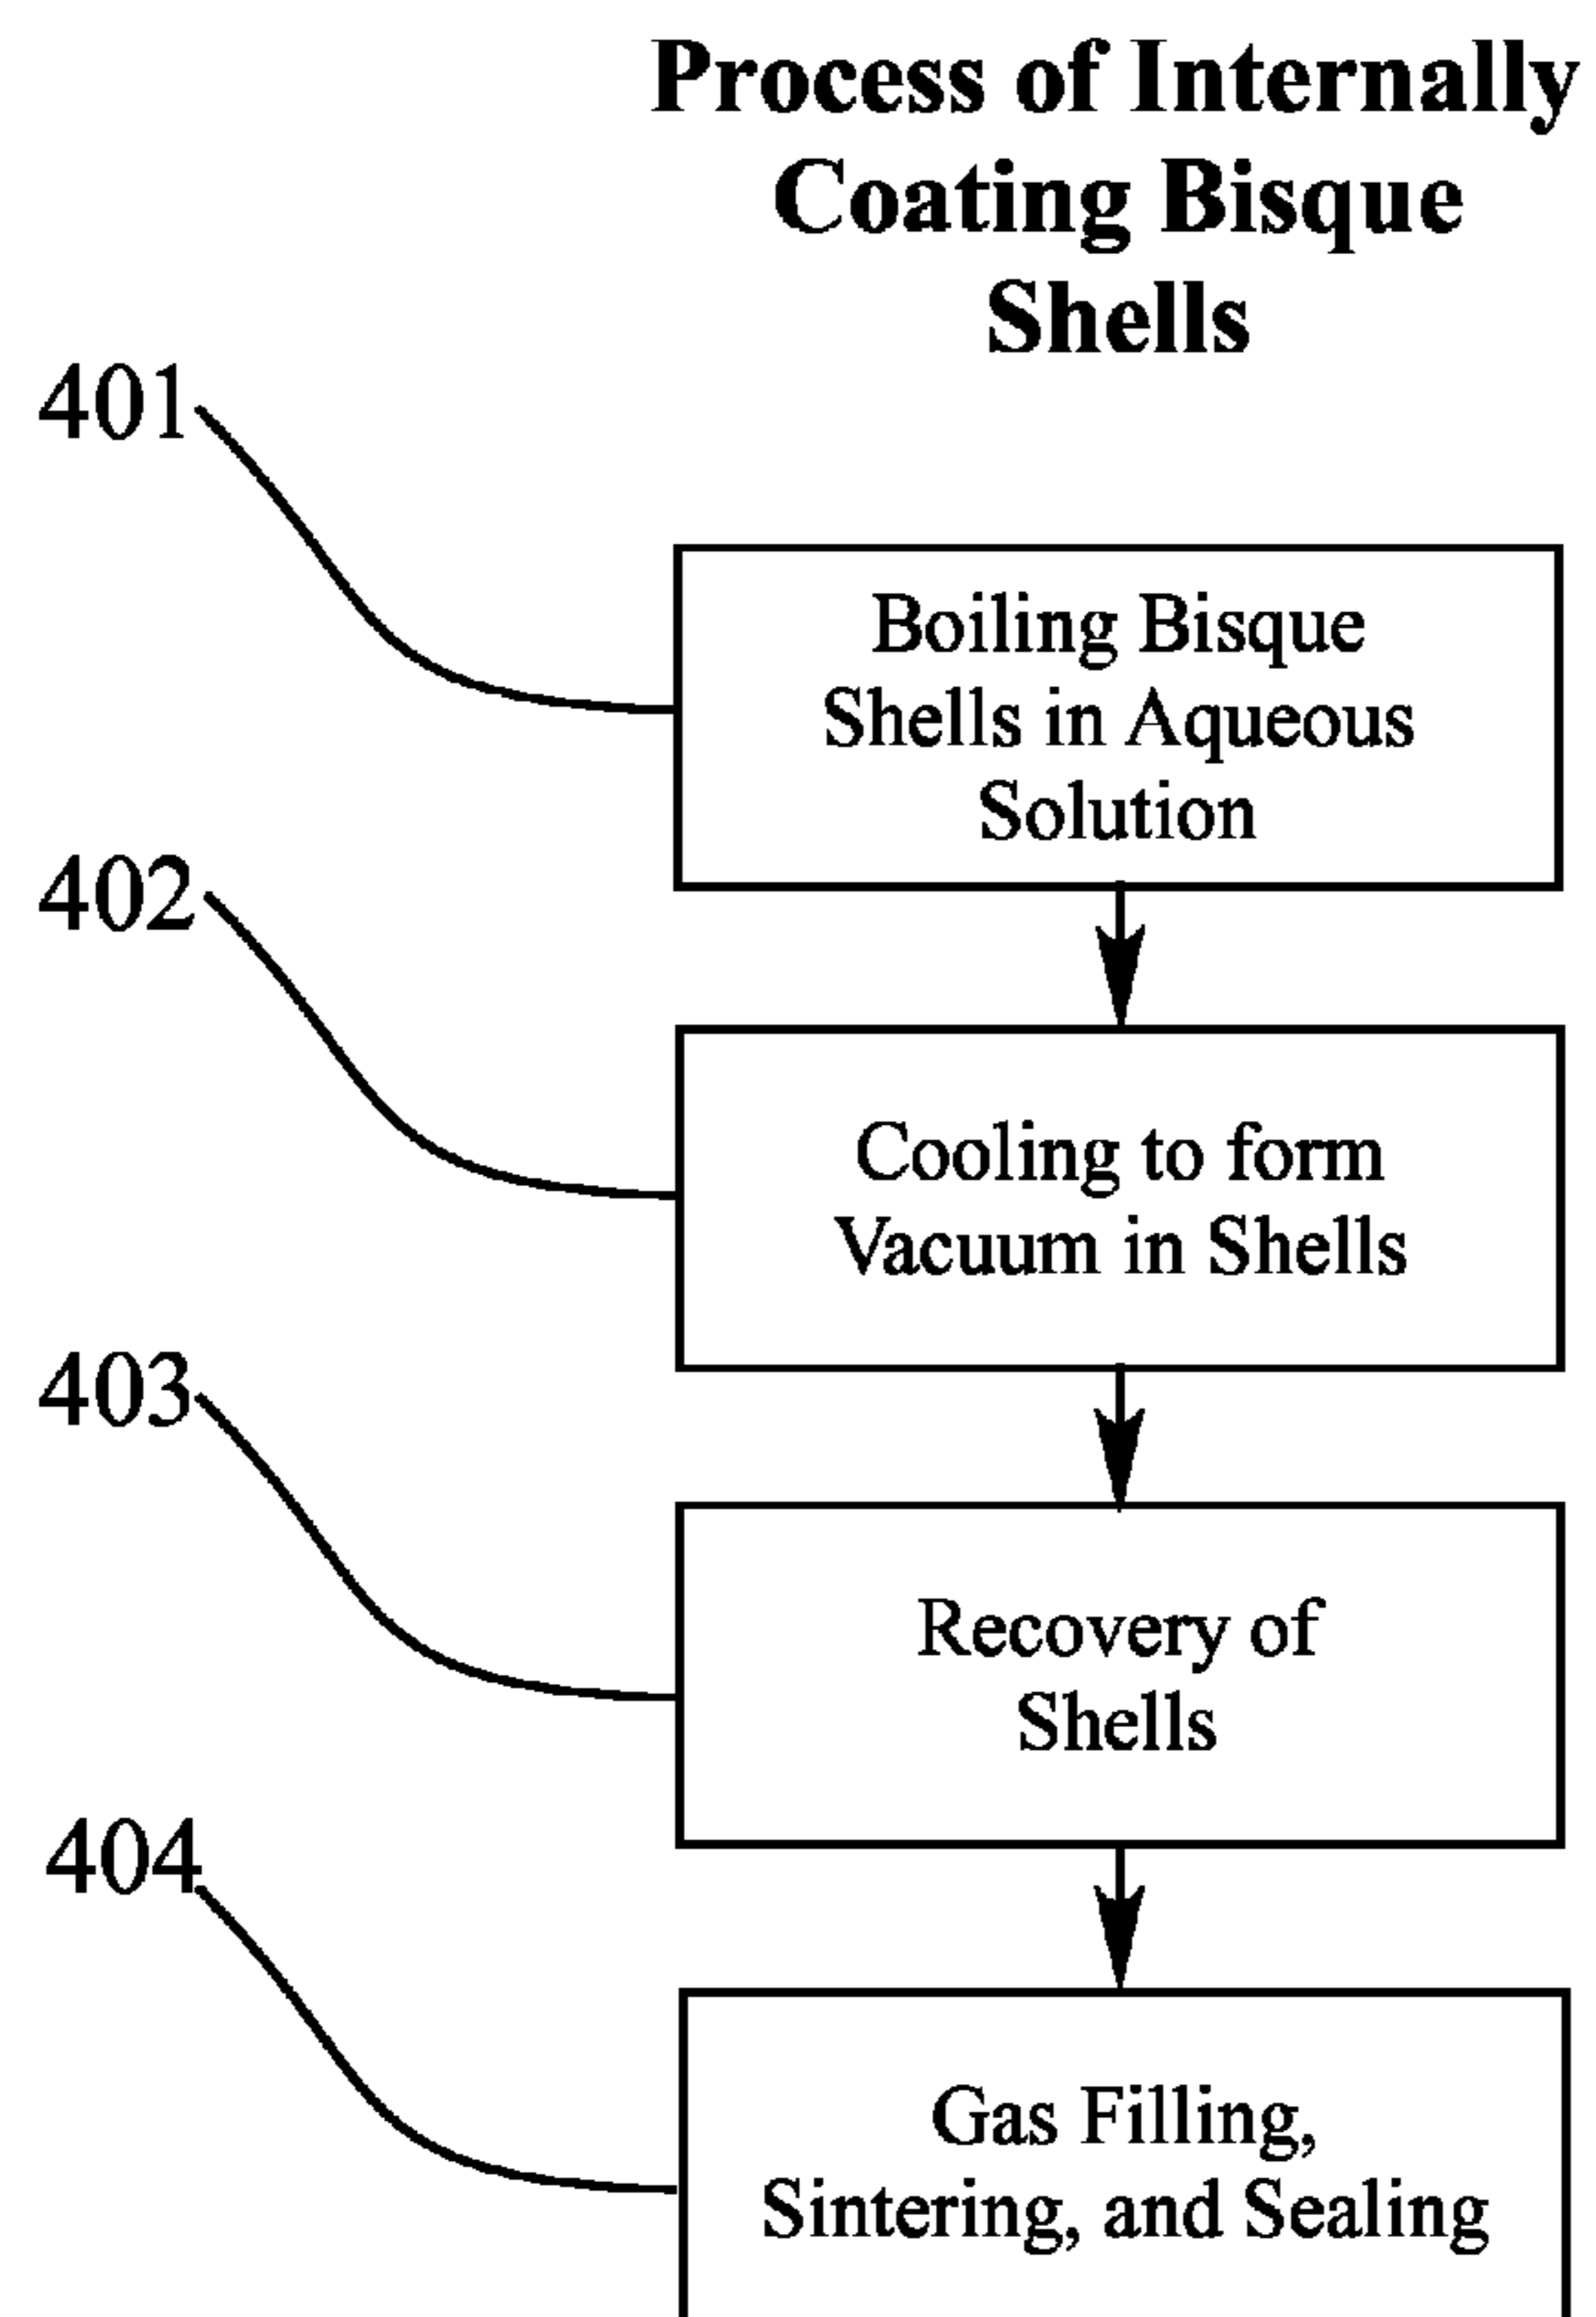 Process of Internally
Coating Bisque
Shells
401
Boiling Bisque
Shells in Aqueous
Solution
402
Cooling to form
Vacuum in Shells
403
Recovery of
Shells
404
Gas Filling,
Sintering, and Sealing